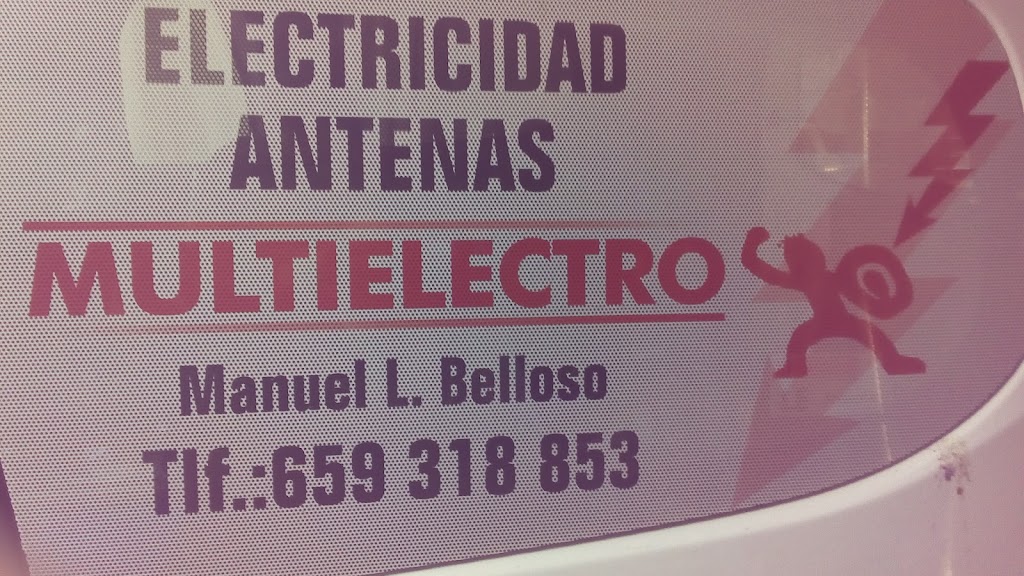 ELECTRICIDAD
ANTENAS
MULTIELECTRO
Manuel L. Belloso
Tlf.:659 318 853